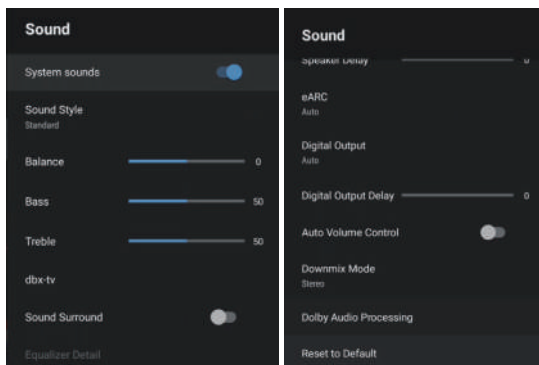 Sound
System sounds
Sound Style
Standard
Balance 0
Bass 50
Treble 50
dbx-tv
Sound Surround
Equalizer Detail
Sound
Speaker Delay 0
eARC
Auto
Digital Output
Auto
Digital Output Delay 0
Auto Volume Control
Downmix Mode
Stereo
Dolby Audio Processing
Reset to Default